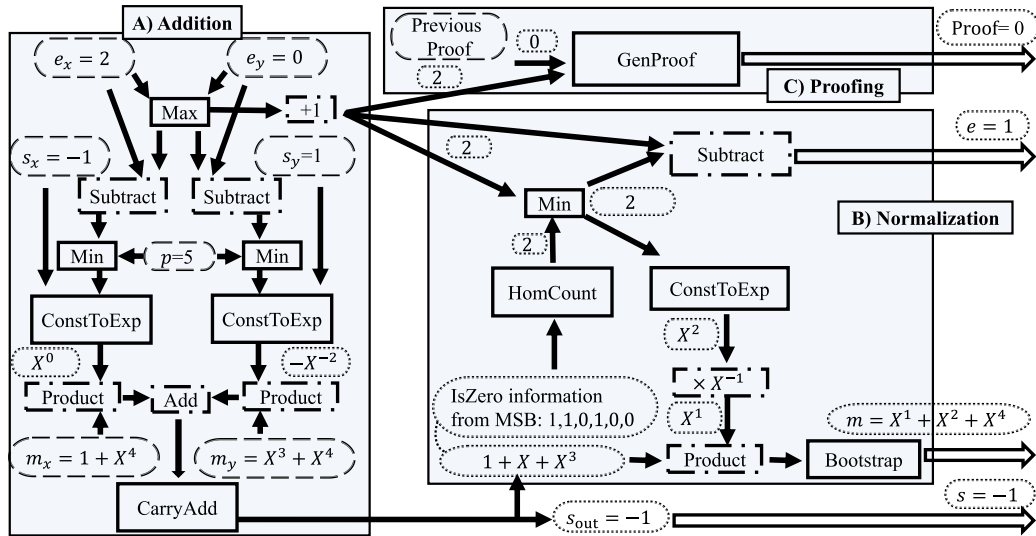 A) Addition
e_x = 2
e_y = 0
Max
+1
s_x = −1
s_y=1
Subtract
Subtract
Min
p=5
Min
ConstToExp
ConstToExp
X^0
−X^{−2}
Product
Add
Product
m_x = 1 + X^4
m_y = X^3 + X^4
CarryAdd
Previous
Proof
0
2
GenProof
Proof= 0
C) Proofing
2
Subtract
e = 1
Min
2
B) Normalization
2
HomCount
ConstToExp
X^2
× X^{−1}
IsZero information
from MSB: 1,1,0,1,0,0
X^1
1 + X + X^3
Product
Bootstrap
m = X^1 + X^2 + X^4
s_out = −1
s = −1